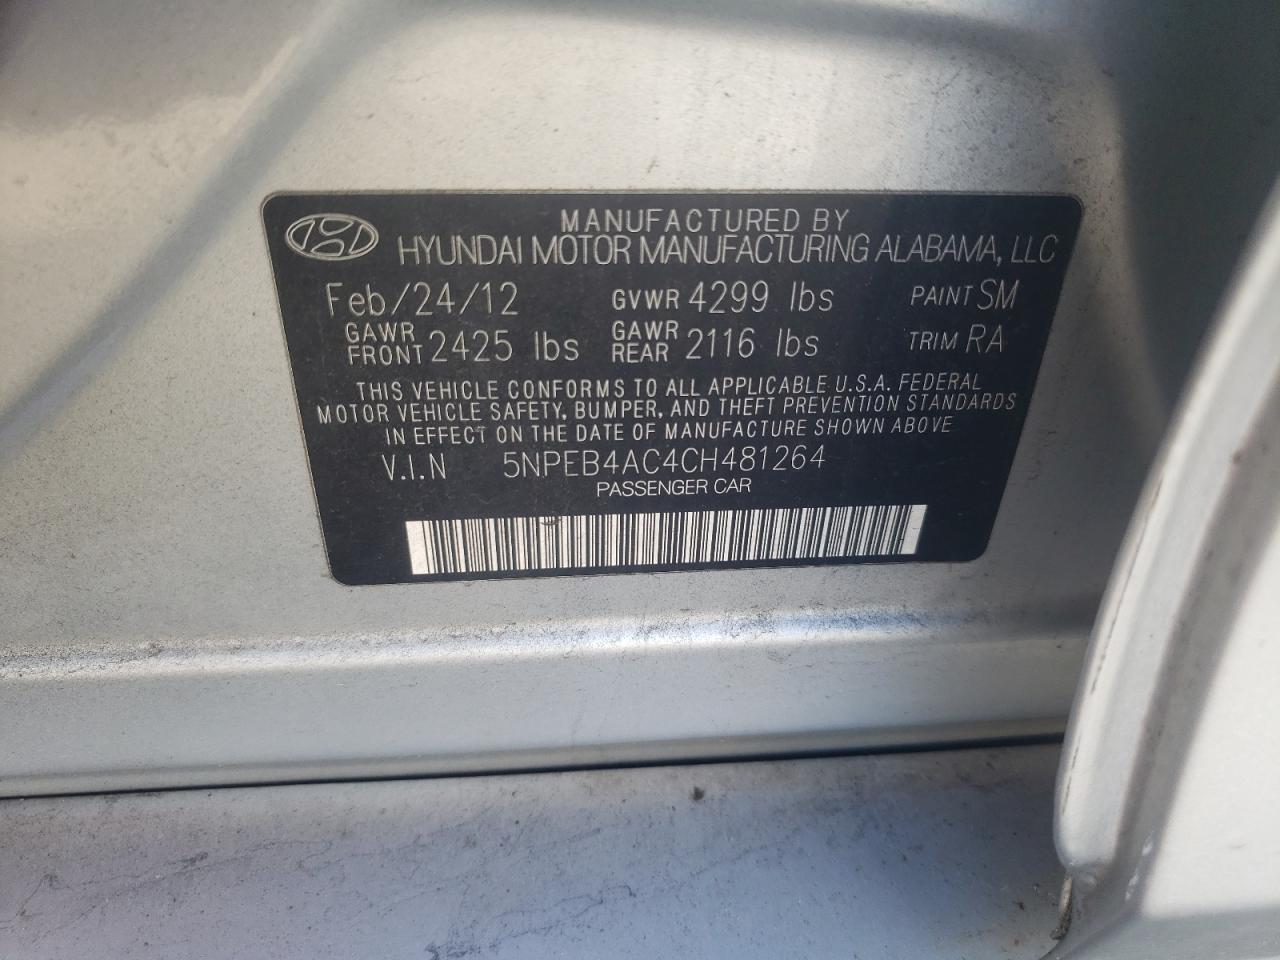 MANUFACTURED BY
HYUNDAI MOTOR MANUFACTURING ALABAMA, LLC
Feb/24/12 GVWR 4299 lbs PAINT SM
GAWR FRONT 2425 lbs GAWR REAR 2116 lbs TRIM RA
THIS VEHICLE CONFORMS TO ALL APPLICABLE U.S.A. FEDERAL
MOTOR VEHICLE SAFETY, BUMPER, AND THEFT PREVENTION STANDARDS
IN EFFECT ON THE DATE OF MANUFACTURE SHOWN ABOVE
V.I.N 5NPEB4AC4CH481264
PASSENGER CAR